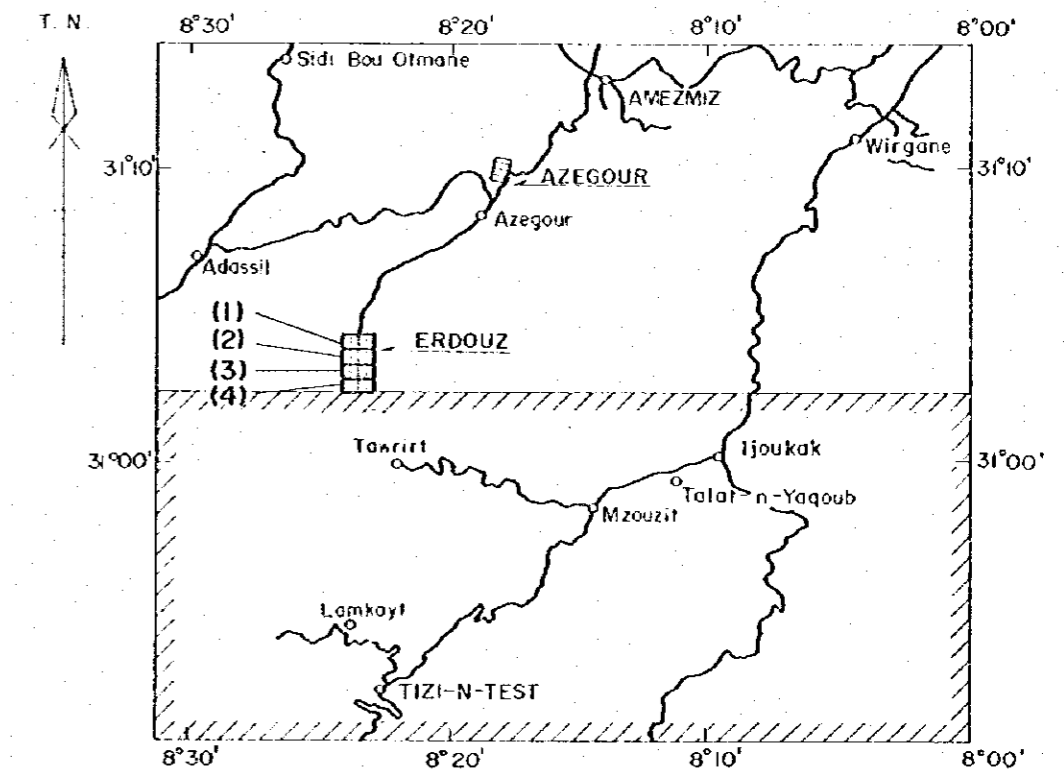 T. N.
8°30' 8°20' 8°10' 8°00'
Sidi Bou Otmane
AMEZMIZ
Wirgane
31°10' 31°10'
AZEGOUR
Azegour
Adassil
(1)
(2)
(3)
(4)
ERDOUZ
31°00' 31°00'
Tawrirt
Ijoukak
Talat-n-Yaqoub
Mzouzit
Lamkayt
TIZI-N-TEST
8°30' 8°20' 8°10' 8°00'